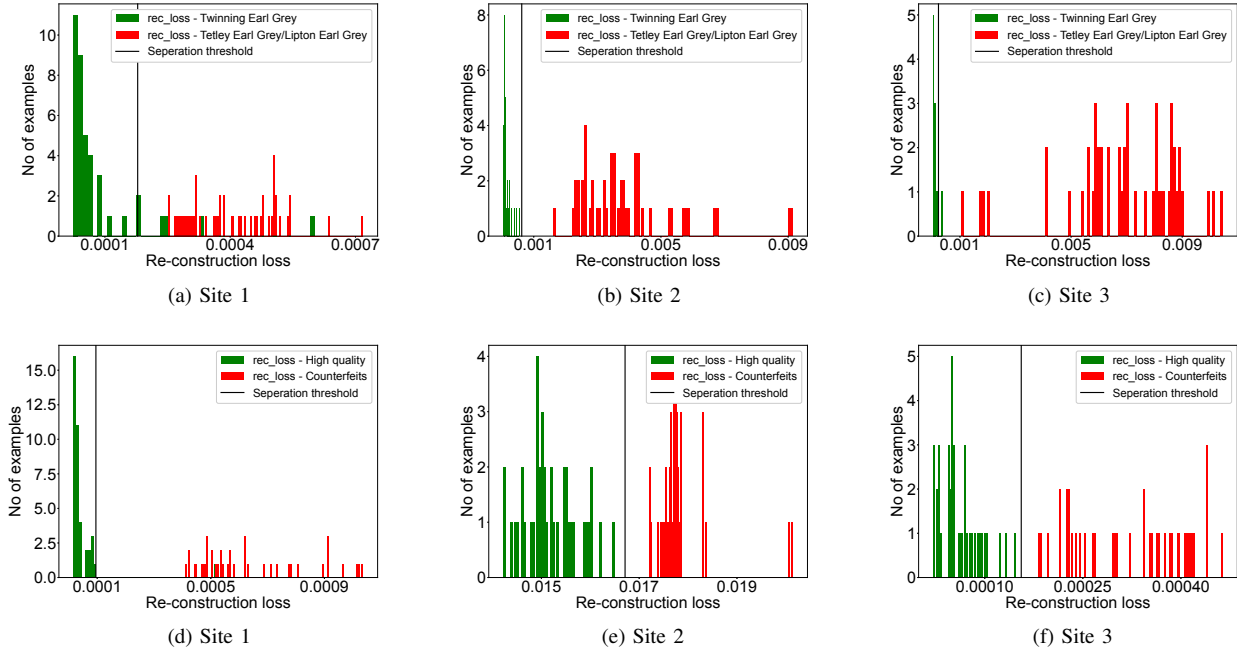 rec_loss - Twinning Earl Grey
rec_loss - Tetley Earl Grey/Lipton Earl Grey
Seperation threshold
No of examples
10
8
6
4
2
0
0.0001
0.0004
0.0007
Re-construction loss
(a) Site 1
rec_loss - Twinning Earl Grey
rec_loss - Tetley Earl Grey/Lipton Earl Grey
Seperation threshold
No of examples
8
6
4
2
0
0.001
0.005
0.009
Re-construction loss
(b) Site 2
rec_loss - Twinning Earl Grey
rec_loss - Tetley Earl Grey/Lipton Earl Grey
Seperation threshold
No of examples
5
4
3
2
1
0
0.001
0.005
0.009
Re-construction loss
(c) Site 3
rec_loss - High quality
rec_loss - Counterfeits
Seperation threshold
No of examples
15.0
12.5
10.0
7.5
5.0
2.5
0.0
0.0001
0.0005
0.0009
Re-construction loss
(d) Site 1
rec_loss - High quality
rec_loss - Counterfeits
Seperation threshold
No of examples
4
3
2
1
0
0.015
0.017
0.019
Re-construction loss
(e) Site 2
rec_loss - High quality
rec_loss - Counterfeits
Seperation threshold
No of examples
5
4
3
2
1
0
0.00010
0.00025
0.00040
Re-construction loss
(f) Site 3